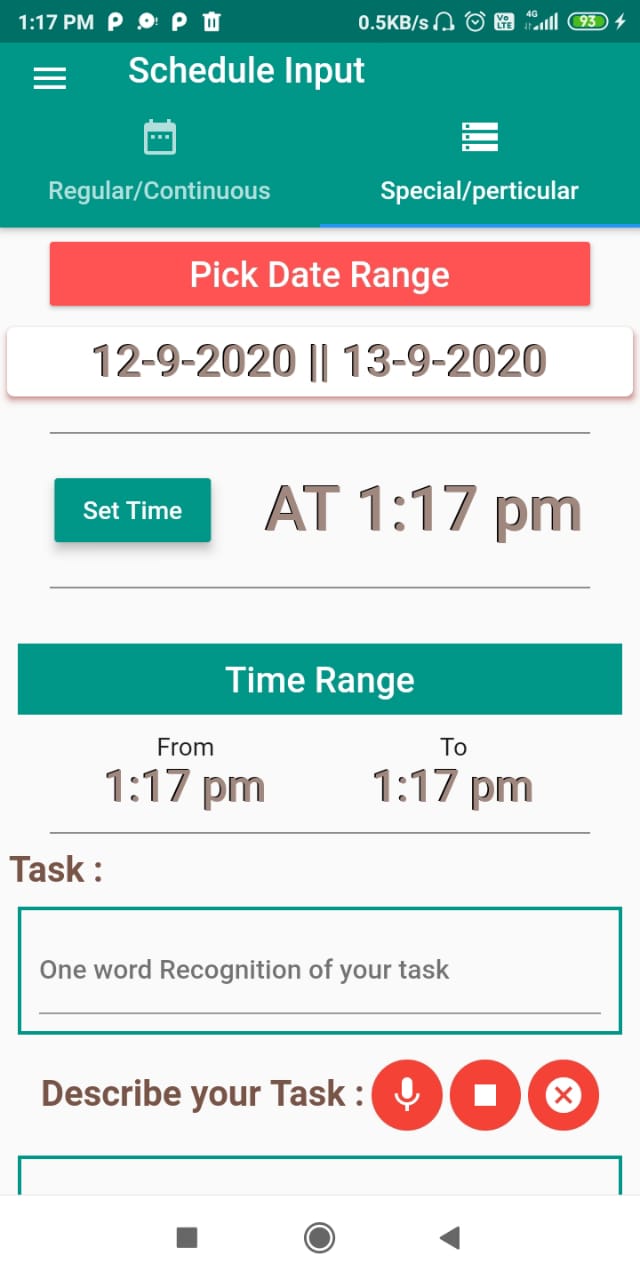 1:17 PM 0.5KB/s VoLTE 4G 93
Schedule Input
Regular/Continuous Special/perticular
Pick Date Range
12-9-2020 || 13-9-2020
Set Time AT 1:17 pm
Time Range
From To
1:17 pm 1:17 pm
Task :
One word Recognition of your task
Describe your Task :